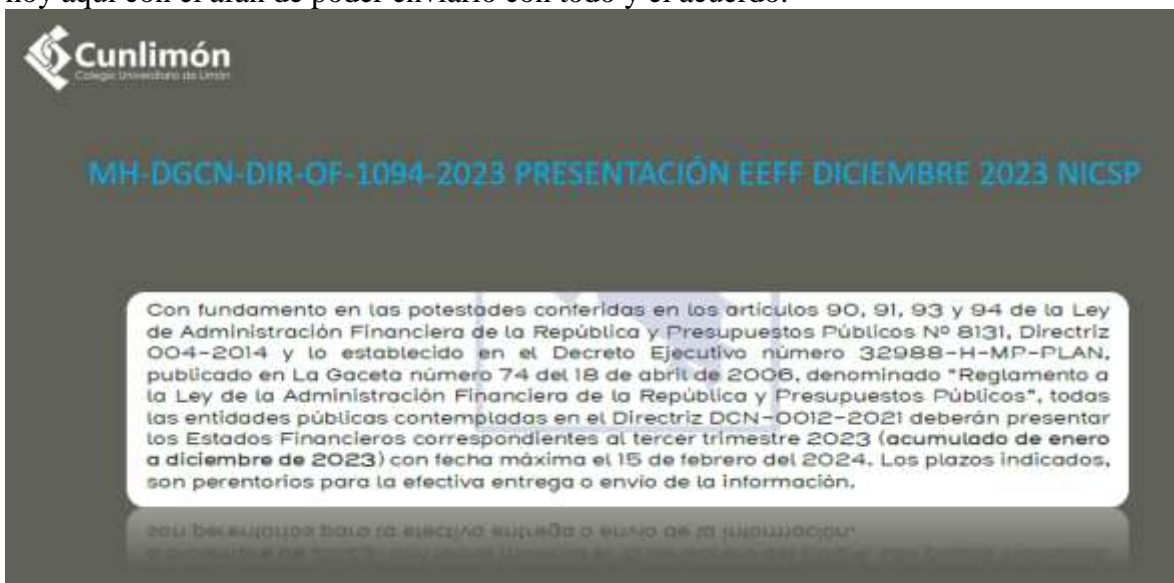 hoy aquí con el afán de poder enviarlo con todo y el acuerdo.
Cunlimón
Colegio Universitario de Limón
MH-DGCN-DIR-OF-1094-2023 PRESENTACIÓN EEFF DICIEMBRE 2023 NICSP
Con fundamento en las potestades conferidas en los artículos 90, 91, 93 y 94 de la Ley
de Administración Financiera de la República y Presupuestos Públicos Nº 8131, Directriz
004-2014 y lo establecido en el Decreto Ejecutivo número 32988-H-MP-PLAN,
publicado en La Gaceta número 74 del 18 de abril de 2006, denominado "Reglamento a
la Ley de la Administración Financiera de la República y Presupuestos Públicos", todas
las entidades públicas contempladas en el Directriz DCN-0012-2021 deberán presentar
los Estados Financieros correspondientes al tercer trimestre 2023 (acumulado de enero
a diciembre de 2023) con fecha máxima el 15 de febrero del 2024. Los plazos indicados,
son perentorios para la efectiva entrega o envío de la información.